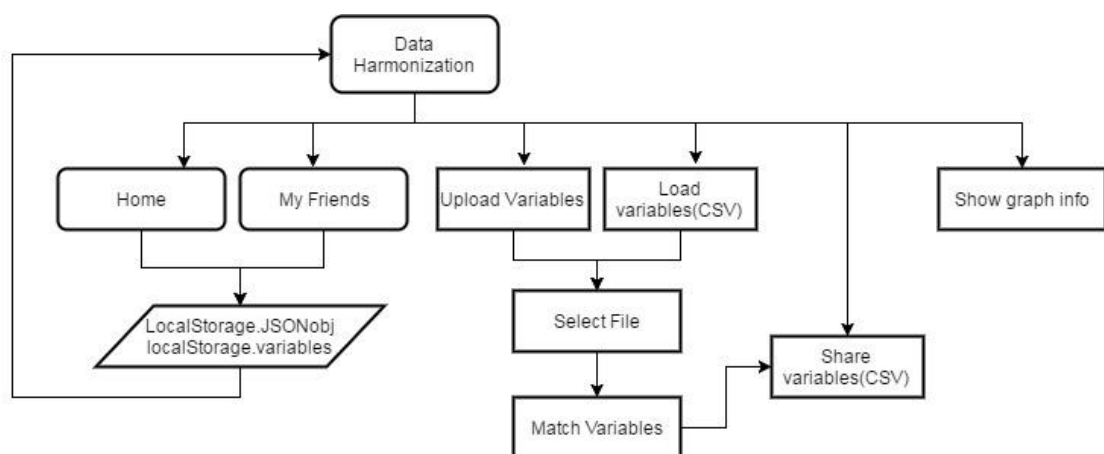 Data
Harmonization
Home
My Friends
Upload Variables
Load
variables(CSV)
Show graph info
LocalStorage.JSONobj
localStorage.variables
Select File
Share
variables(CSV)
Match Variables